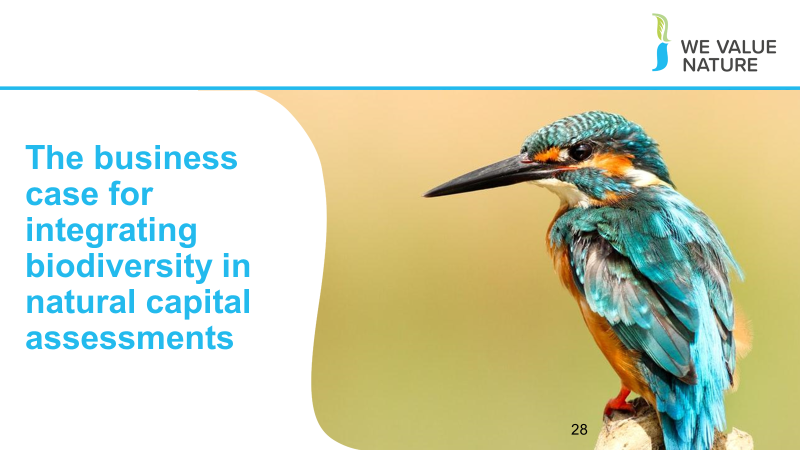 WE VALUE
NATURE
The business
case for
integrating
biodiversity in
natural capital
assessments
28